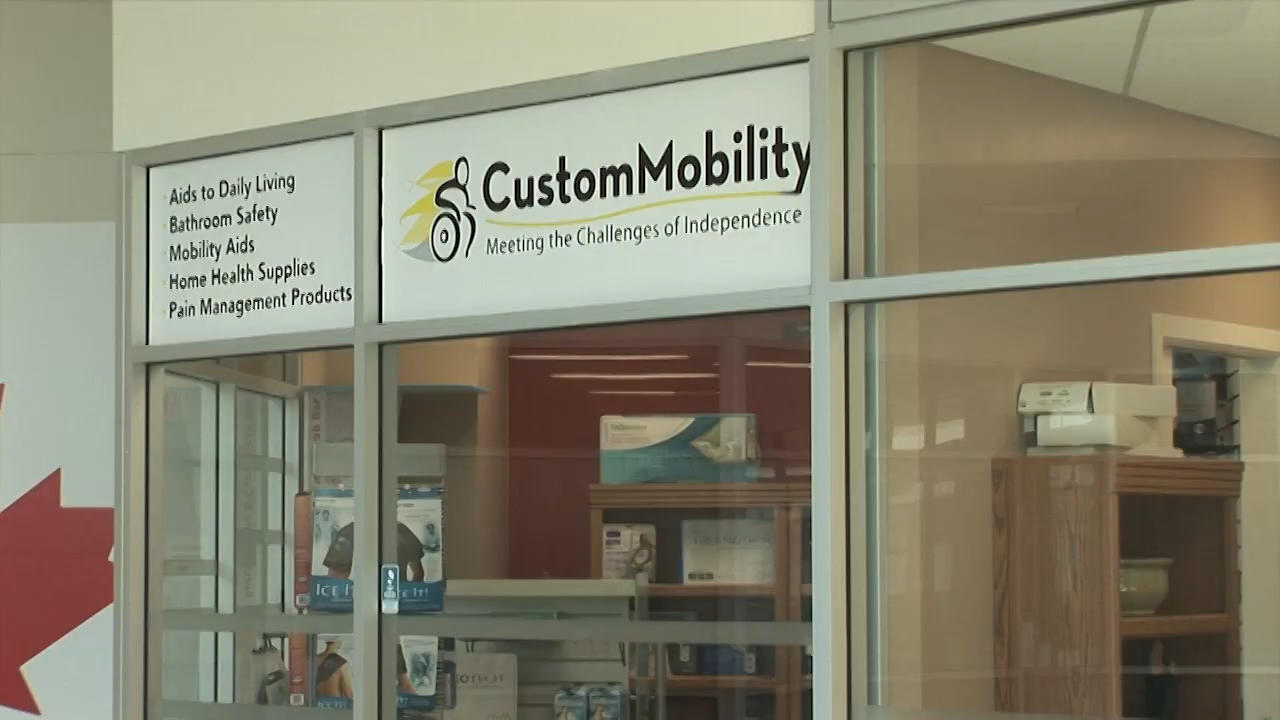 Aids to Daily Living
Bathroom Safety
Mobility Aids
Home Health Supplies
Pain Management Products
CustomMobility
Meeting the Challenges of Independence
ICE IT!